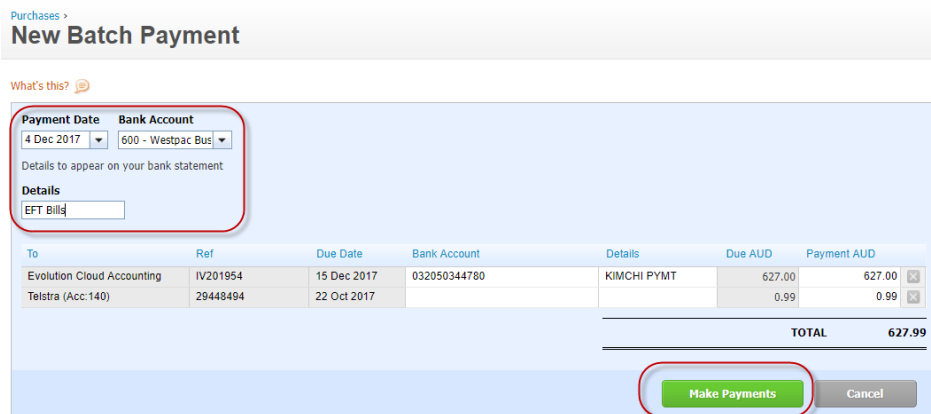 Purchases ›
New Batch Payment
What's this?
Payment Date Bank Account
4 Dec 2017 600 - Westpac Bus
Details to appear on your bank statement
Details
EFT Bills
To Ref Due Date Bank Account Details Due AUD Payment AUD
Evolution Cloud Accounting IV201954 15 Dec 2017 032050344780 KIMCHI PYMT 627.00 627.00
Telstra (Acc:140) 29448494 22 Oct 2017 0.99 0.99
TOTAL 627.99
Make Payments Cancel